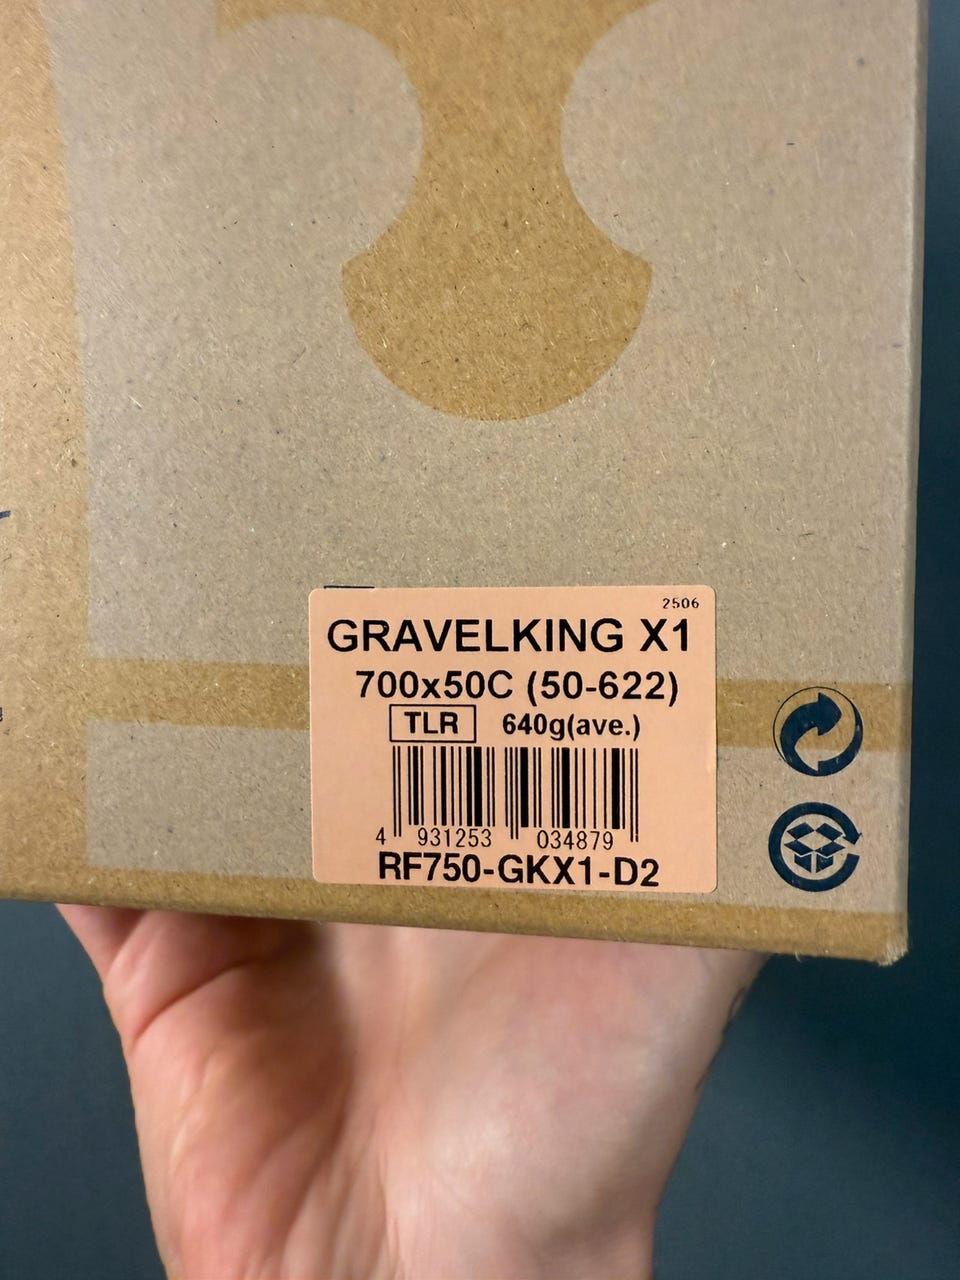 2506
GRAVELKING X1
700x50C (50-622)
TLR 640g(ave.)
4 931253 034879
RF750-GKX1-D2